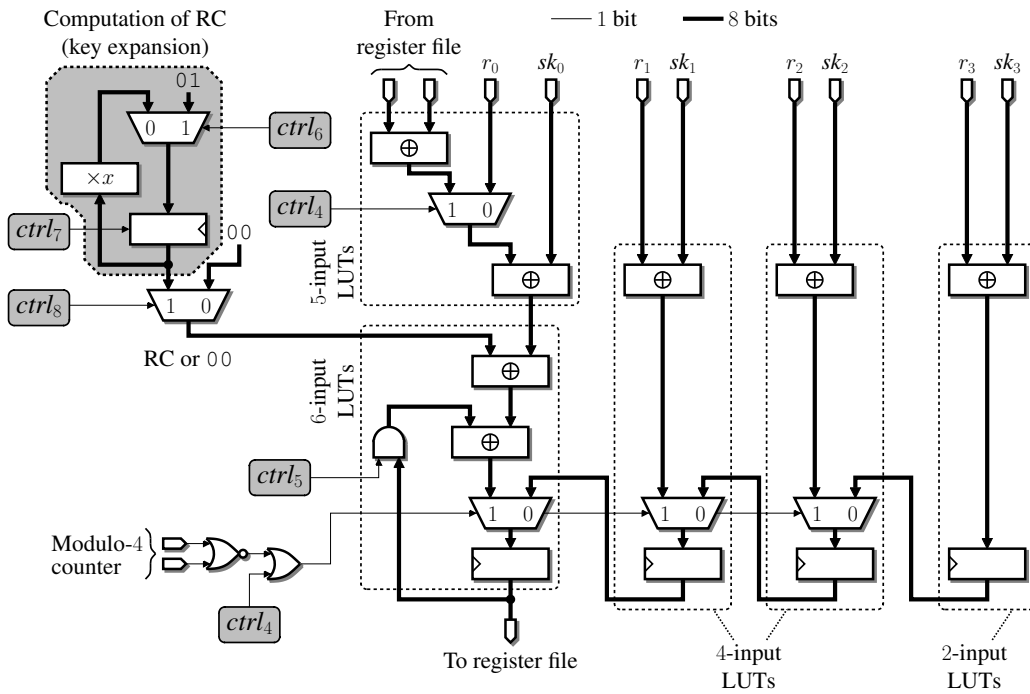 Computation of RC
(key expansion)
From
register file
1 bit
8 bits
r0
sk0
r1
sk1
r2
sk2
r3
sk3
01
0 1
ctrl6
⊕
×x
ctrl4
1 0
ctrl7
00
5-input
LUTs
⊕
⊕
⊕
⊕
ctrl8
1 0
RC or 00
6-input
LUTs
⊕
⊕
ctrl5
1 0
1 0
1 0
Modulo-4
counter
ctrl4
To register file
4-input
LUTs
2-input
LUTs